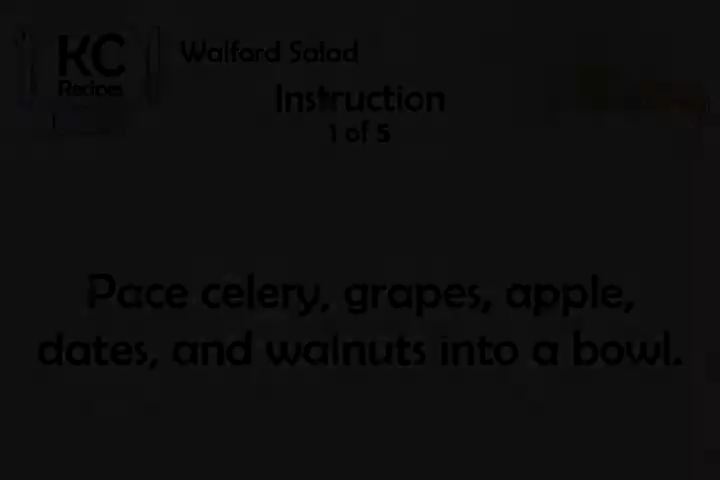 KC
Recipes
Walford Salad
Instruction
1 of 5
Pace celery, grapes, apple,
dates, and walnuts into a bowl.